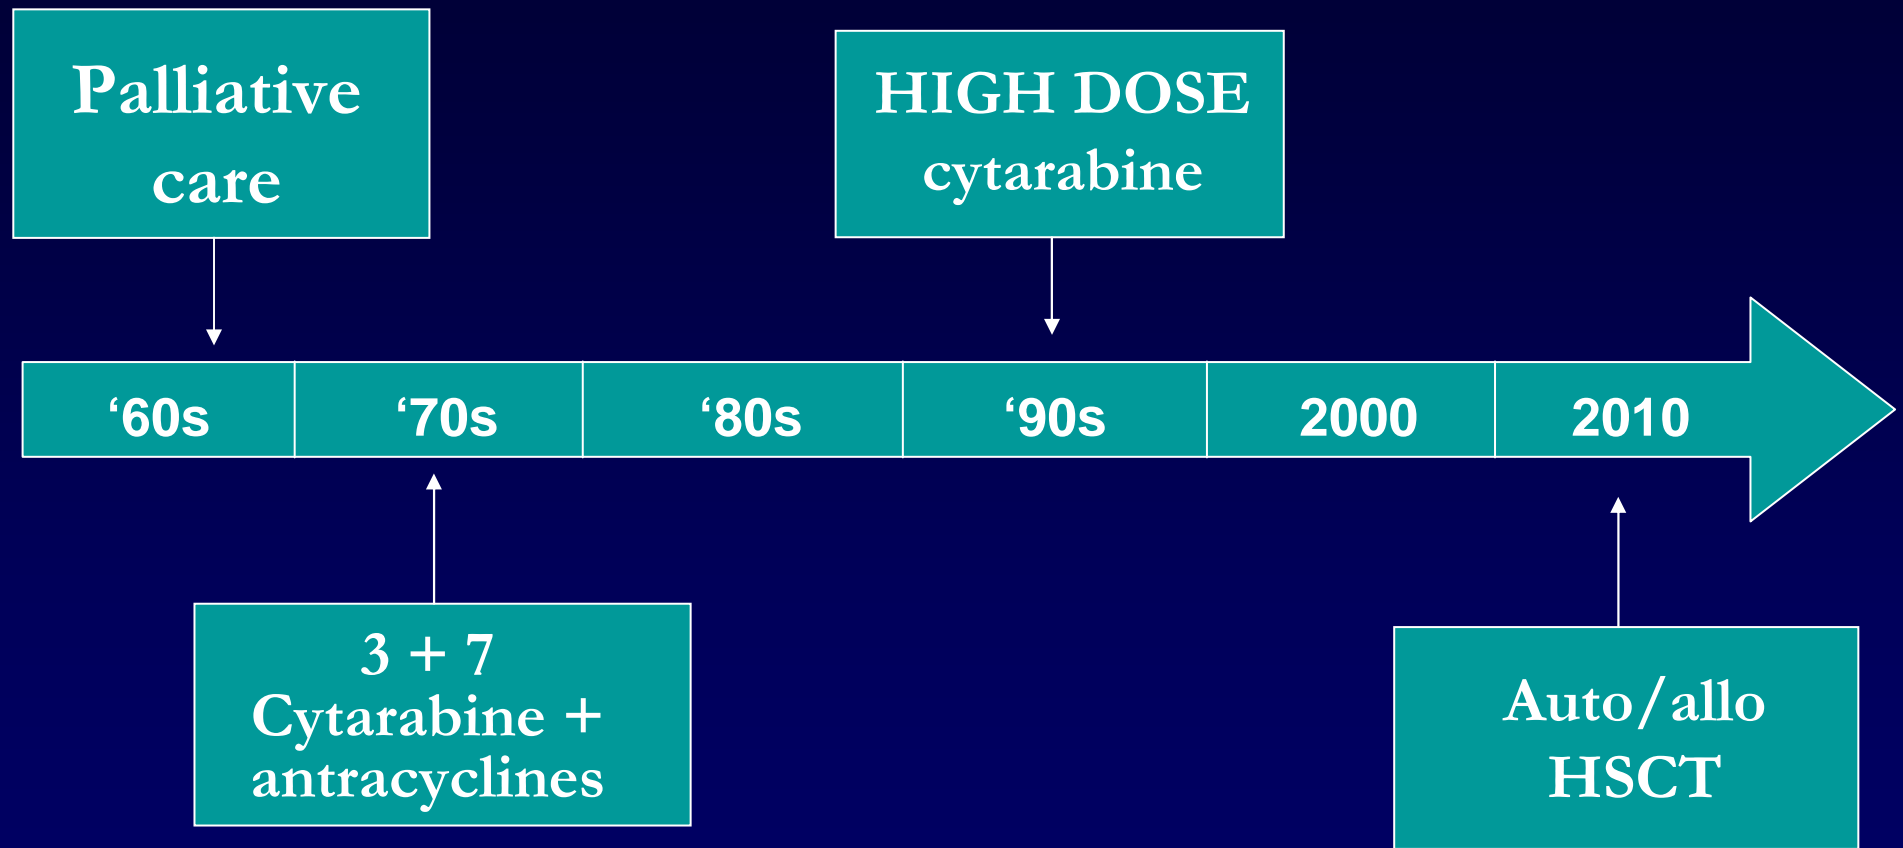 Palliative
care
HIGH DOSE
cytarabine
‘60s
‘70s
‘80s
‘90s
2000
2010
3 + 7
Cytarabine +
antracyclines
Auto/allo
HSCT